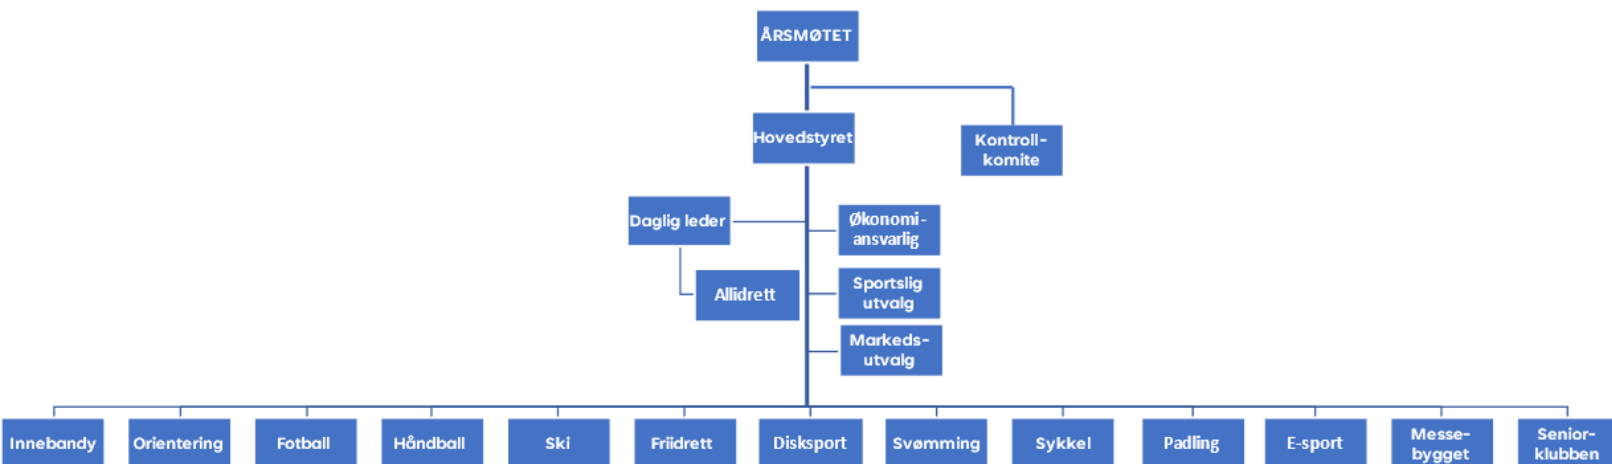 ÅRSMØTET
Hovedstyret
Kontroll-
komite
Daglig leder
Økonomi-
ansvarlig
Allidrett
Sportslig
utvalg
Markeds-
utvalg
Innebandy
Orientering
Fotball
Håndball
Ski
Friidrett
Disksport
Svømming
Sykkel
Padling
E-sport
Messe-
bygget
Senior-
klubben